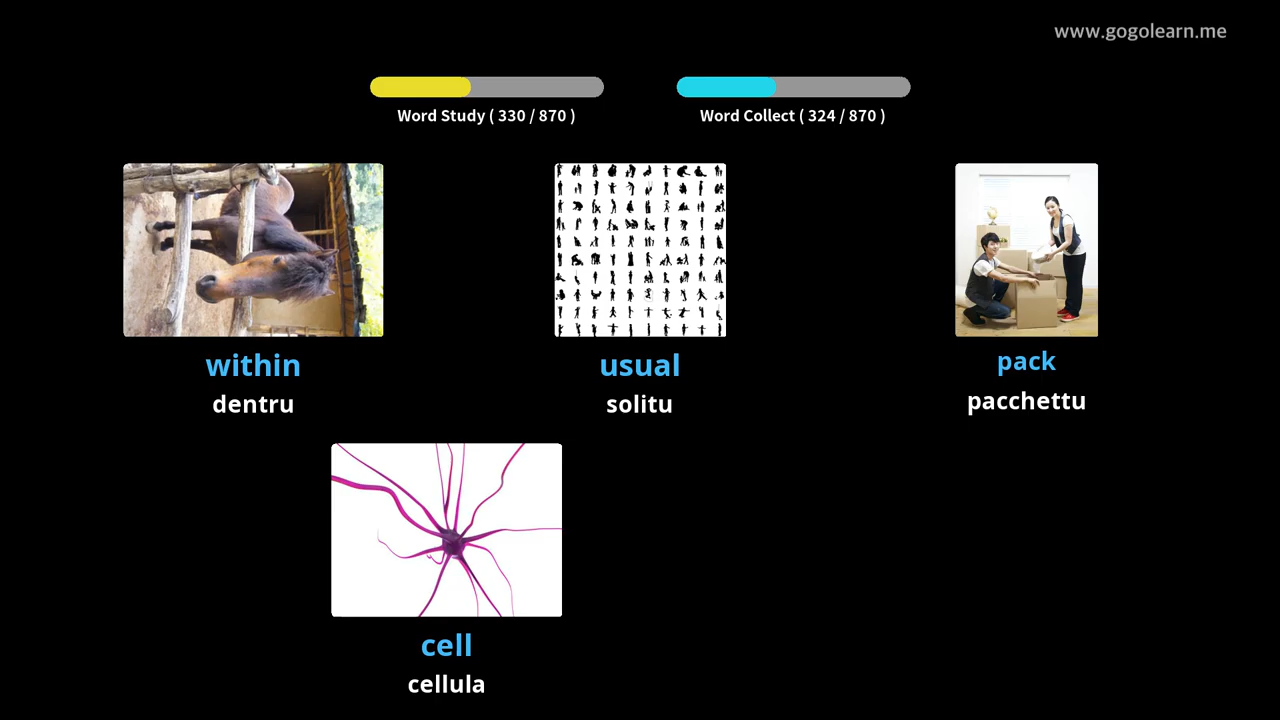 www.gogolearn.me
Word Study ( 330 / 870 )
Word Collect ( 324 / 870 )
within
dentru
usual
solitu
pack
pacchettu
cell
cellula